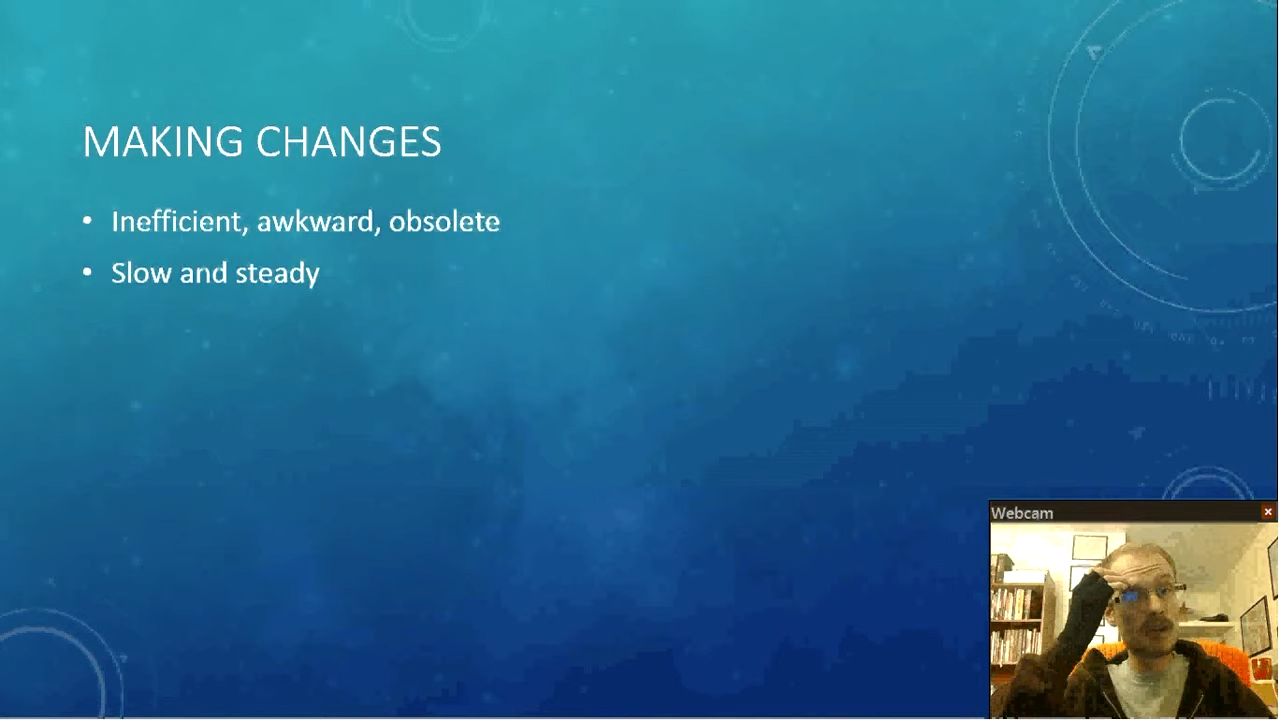 MAKING CHANGES
• Inefficient, awkward, obsolete
• Slow and steady
Webcam